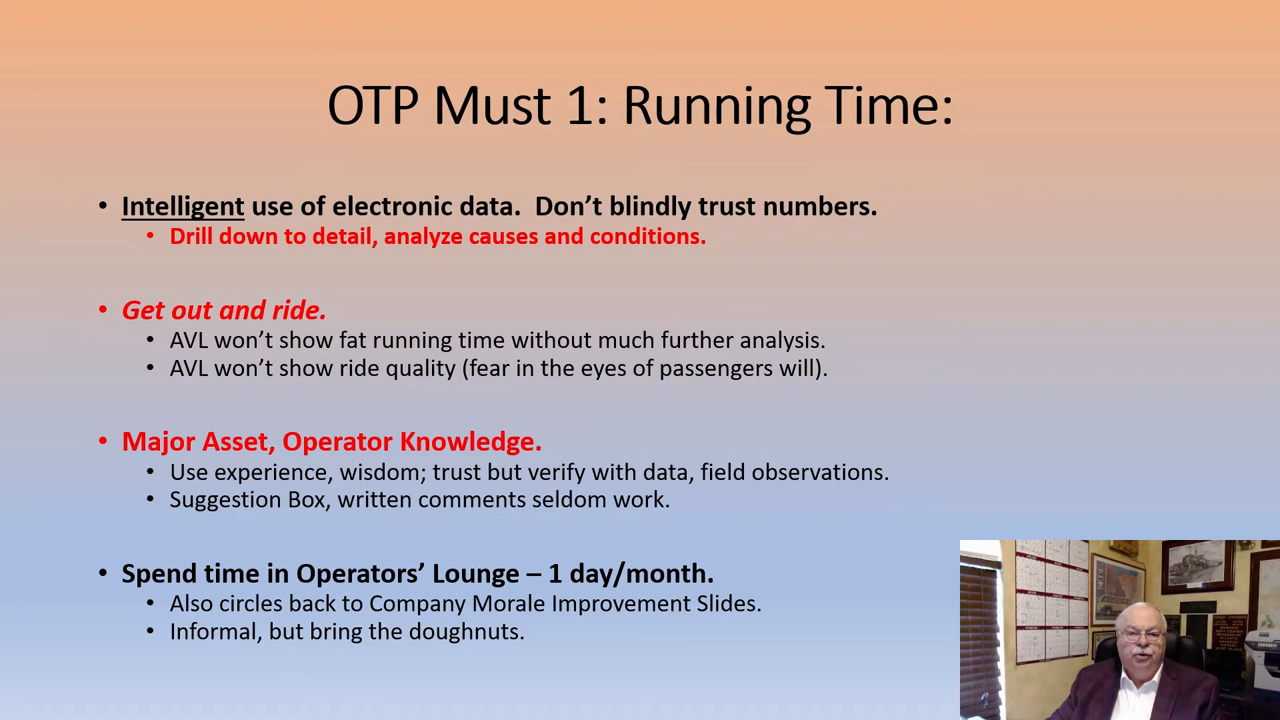 OTP Must 1: Running Time:
• Intelligent use of electronic data. Don’t blindly trust numbers.
• Drill down to detail, analyze causes and conditions.
• Get out and ride.
• AVL won’t show fat running time without much further analysis.
• AVL won’t show ride quality (fear in the eyes of passengers will).
• Major Asset, Operator Knowledge.
• Use experience, wisdom; trust but verify with data, field observations.
• Suggestion Box, written comments seldom work.
• Spend time in Operators’ Lounge – 1 day/month.
• Also circles back to Company Morale Improvement Slides.
• Informal, but bring the doughnuts.